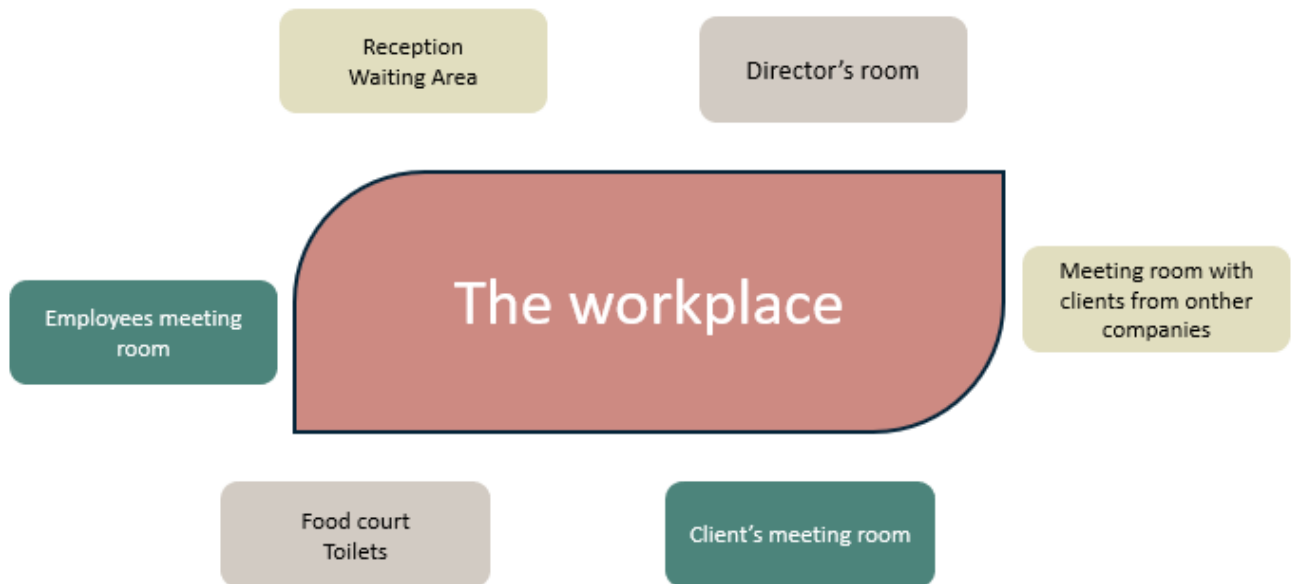 Reception
Waiting Area
Director’s room
The workplace
Employees meeting
room
Meeting room with
clients from onther
companies
Food court
Toilets
Client’s meeting room